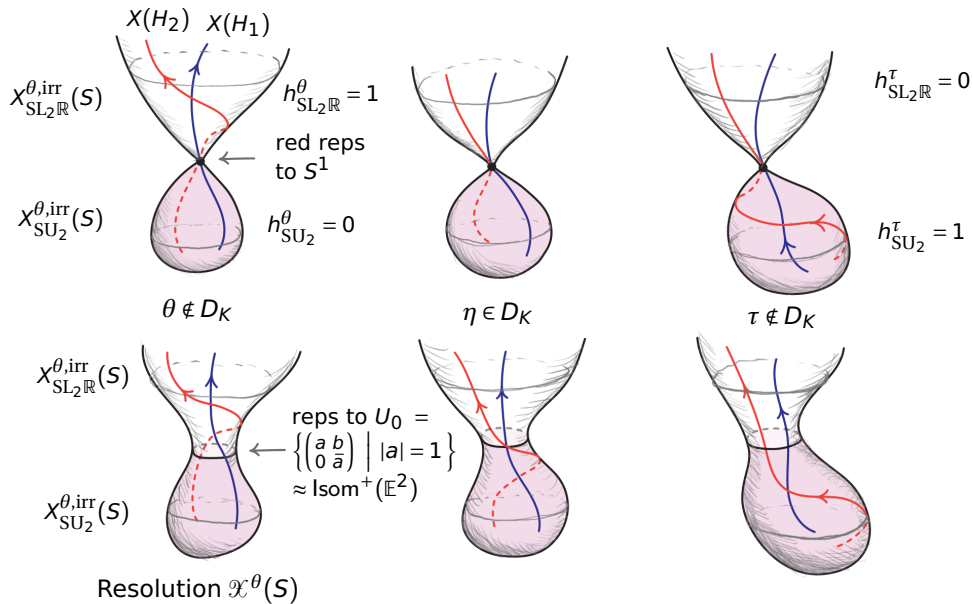 X(H₂) X(H₁)
X^{θ,irr}_{SL₂ℝ}(S)
h^θ_{SL₂ℝ} = 1
red reps
to S¹
X^{θ,irr}_{SU₂}(S)
h^θ_{SU₂} = 0
h^τ_{SL₂ℝ} = 0
h^τ_{SU₂} = 1
θ ∉ D_K
η ∈ D_K
τ ∉ D_K
X^{θ,irr}_{SL₂ℝ}(S)
reps to U₀ =
{(a b; 0 ā) | |a| = 1}
≈ Isom⁺(𝔼²)
X^{θ,irr}_{SU₂}(S)
Resolution 𝒳^θ(S)